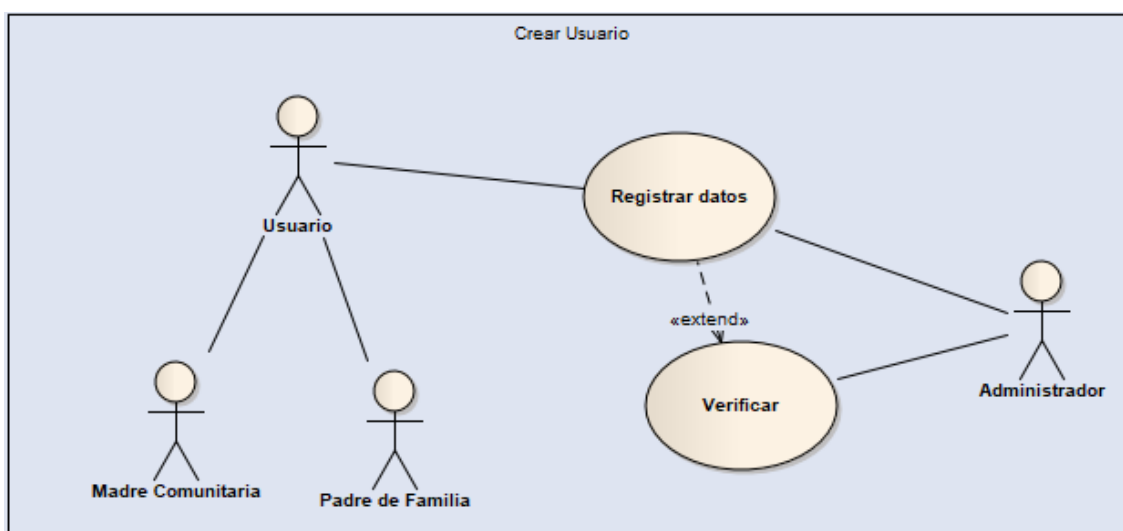 Crear Usuario
Usuario
Registrar datos
«extend»
Verificar
Administrador
Madre Comunitaria
Padre de Familia